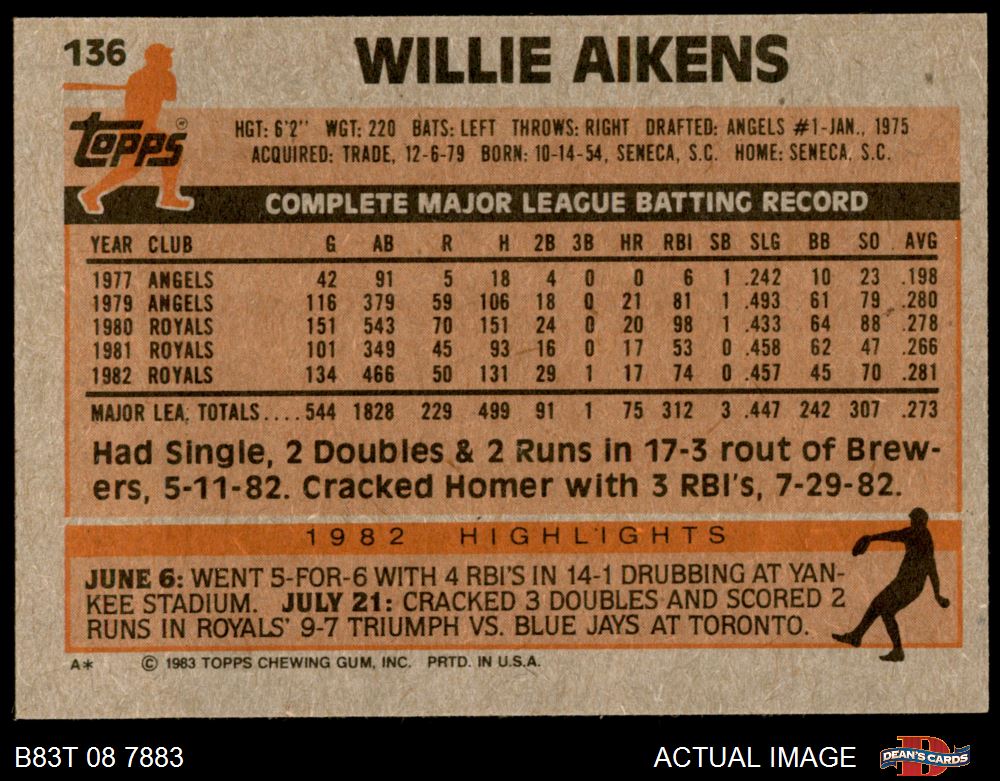 136
WILLIE AIKENS
topps ®
HGT: 6'2" WGT: 220 BATS: LEFT THROWS: RIGHT DRAFTED: ANGELS #1-JAN., 1975
ACQUIRED: TRADE, 12-6-79 BORN: 10-14-54, SENECA, S.C. HOME: SENECA, S.C.
COMPLETE MAJOR LEAGUE BATTING RECORD
YEAR CLUB G AB R H 2B 3B HR RBI SB SLG BB SO AVG
1977 ANGELS 42 91 5 18 4 0 0 6 1 .242 10 23 .198
1979 ANGELS 116 379 59 106 18 0 21 81 1 .493 61 79 .280
1980 ROYALS 151 543 70 151 24 0 20 98 1 .433 64 88 .278
1981 ROYALS 101 349 45 93 16 0 17 53 0 .458 62 47 .266
1982 ROYALS 134 466 50 131 29 1 17 74 0 .457 45 70 .281
MAJOR LEA. TOTALS....544 1828 229 499 91 1 75 312 3 .447 242 307 .273
Had Single, 2 Doubles & 2 Runs in 17-3 rout of Brew-
ers, 5-11-82. Cracked Homer with 3 RBI's, 7-29-82.
1982 HIGHLIGHTS
JUNE 6: WENT 5-FOR-6 WITH 4 RBI'S IN 14-1 DRUBBING AT YAN-
KEE STADIUM. JULY 21: CRACKED 3 DOUBLES AND SCORED 2
RUNS IN ROYALS' 9-7 TRIUMPH VS. BLUE JAYS AT TORONTO.
A* © 1983 TOPPS CHEWING GUM, INC. PRTD. IN U.S.A.
B83T 08 7883
ACTUAL IMAGE
D
DEAN'S CARDS